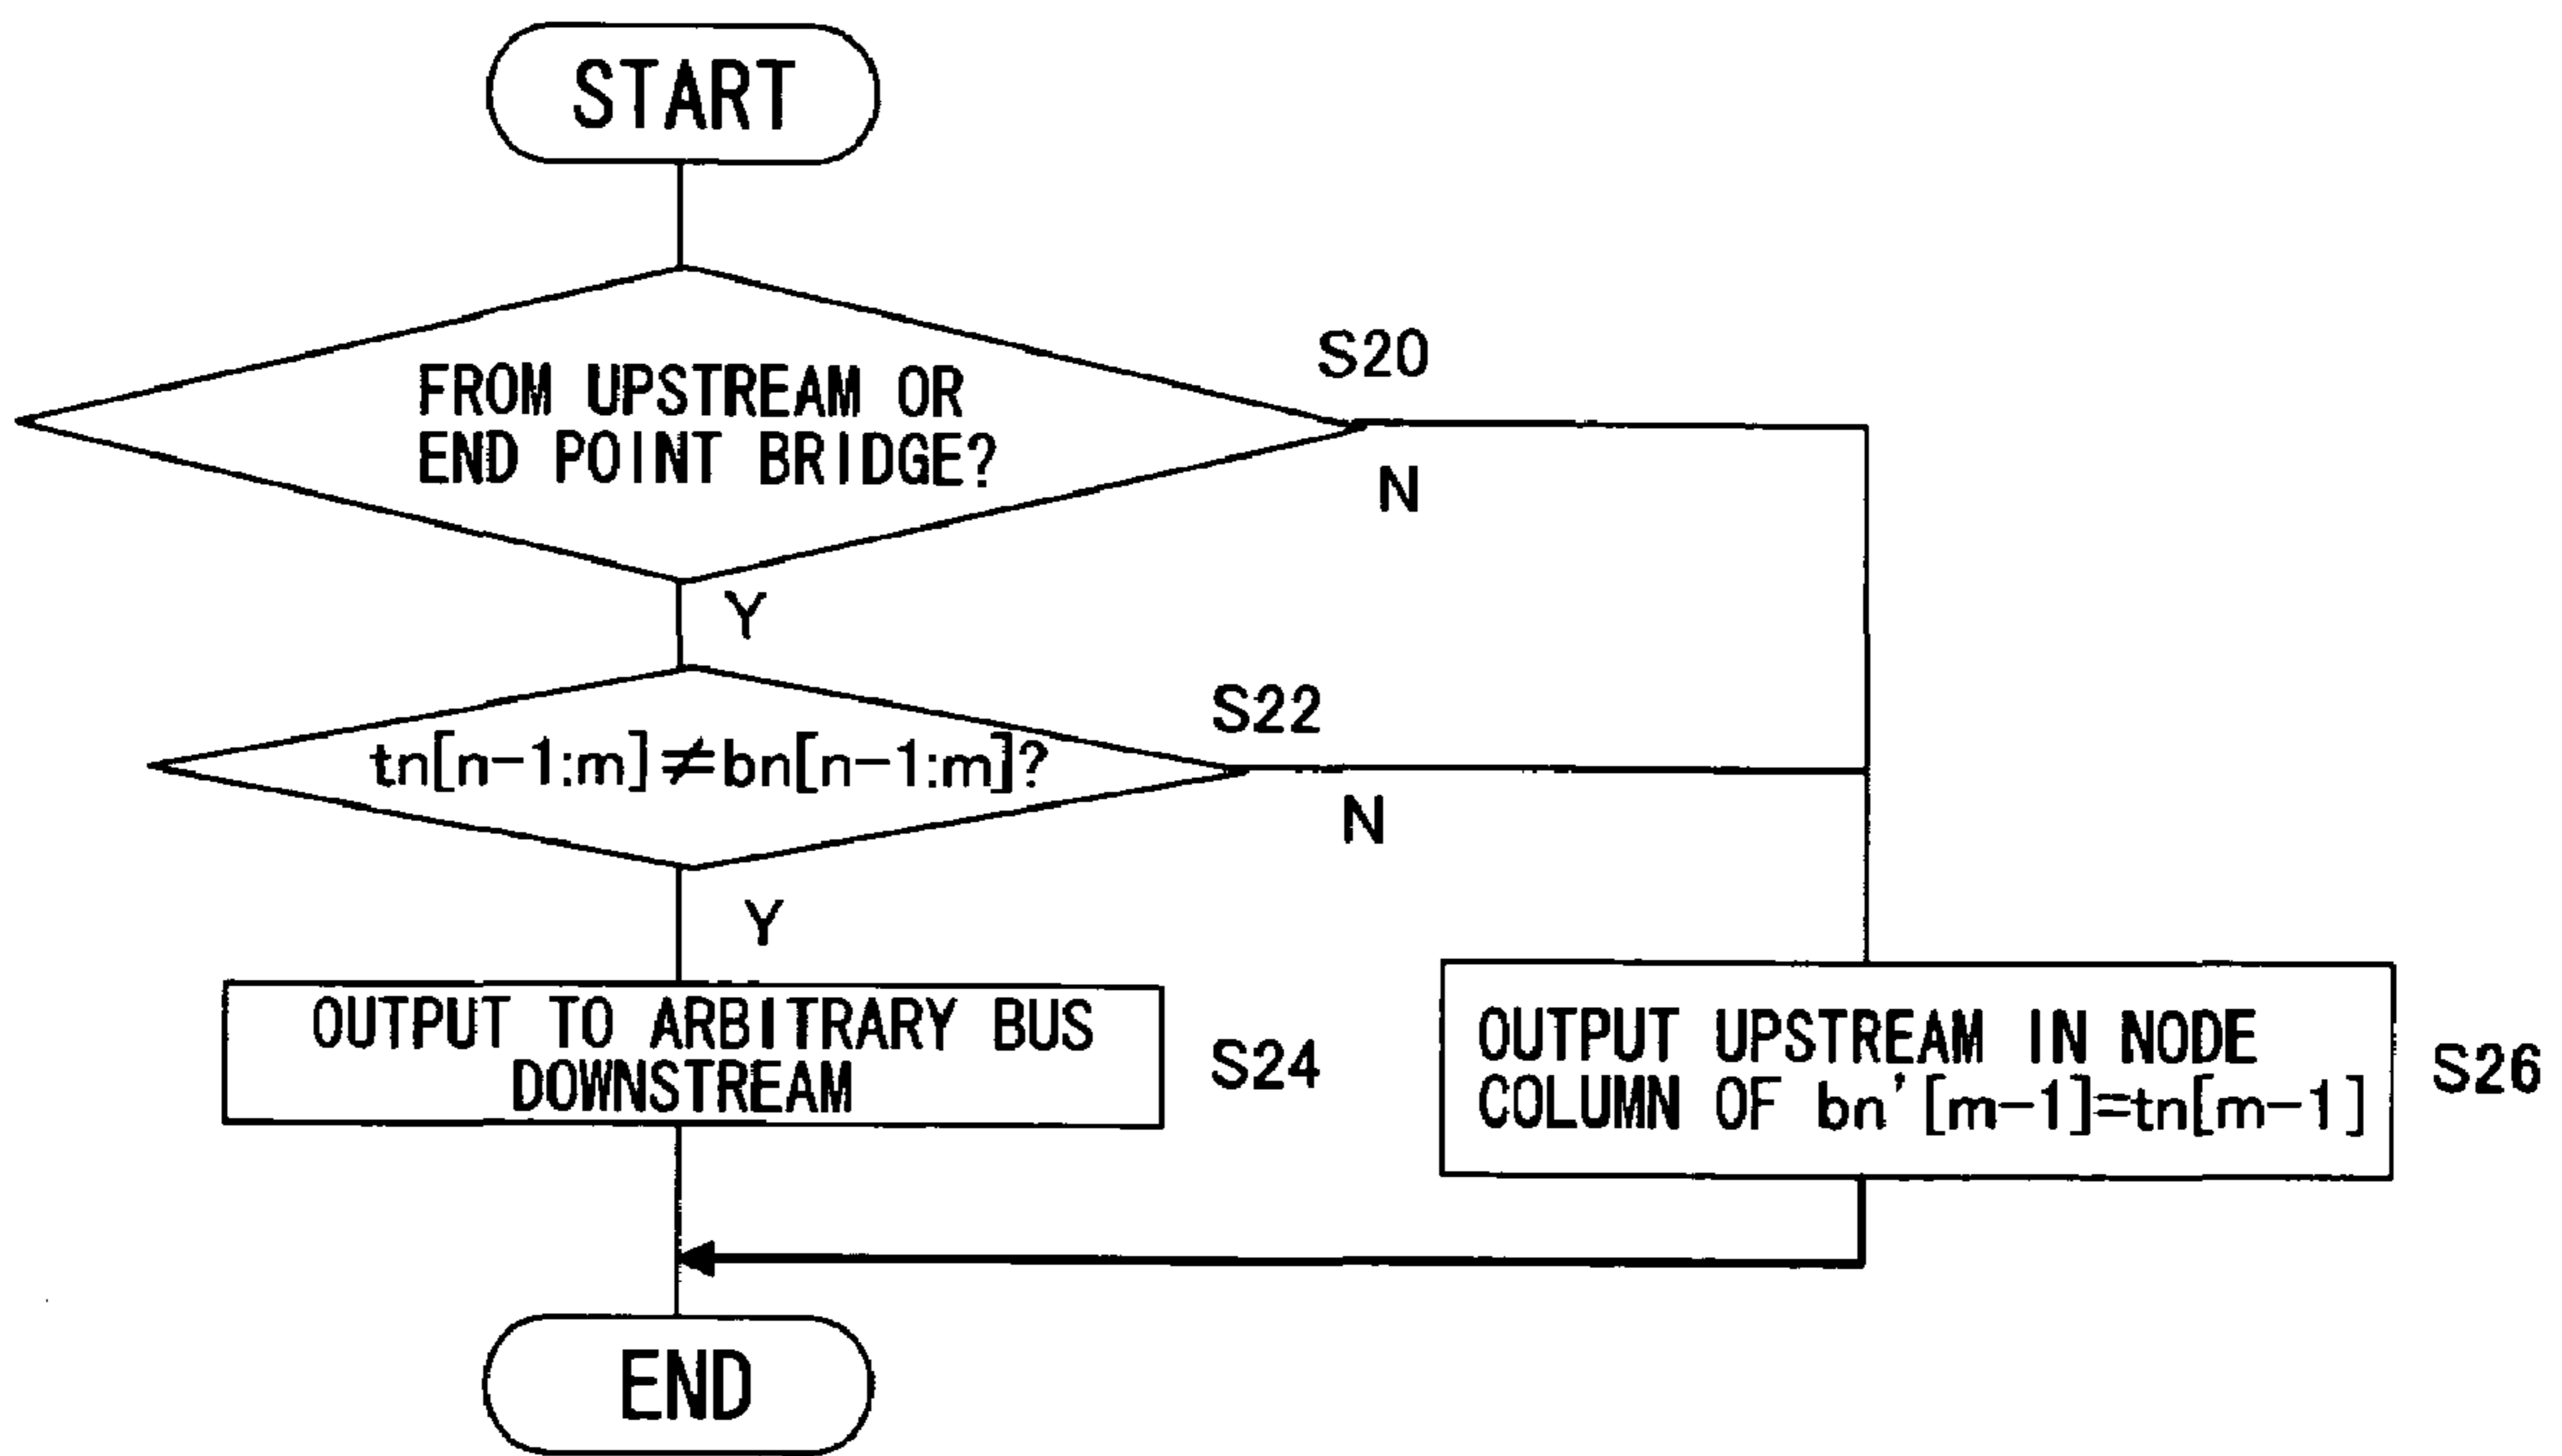 START
FROM UPSTREAM OR
END POINT BRIDGE?
S20
N
Y
tn[n-1:m]≠bn[n-1:m]?
S22
N
Y
OUTPUT TO ARBITRARY BUS
DOWNSTREAM
S24
OUTPUT UPSTREAM IN NODE
COLUMN OF bn'[m-1]=tn[m-1]
S26
END